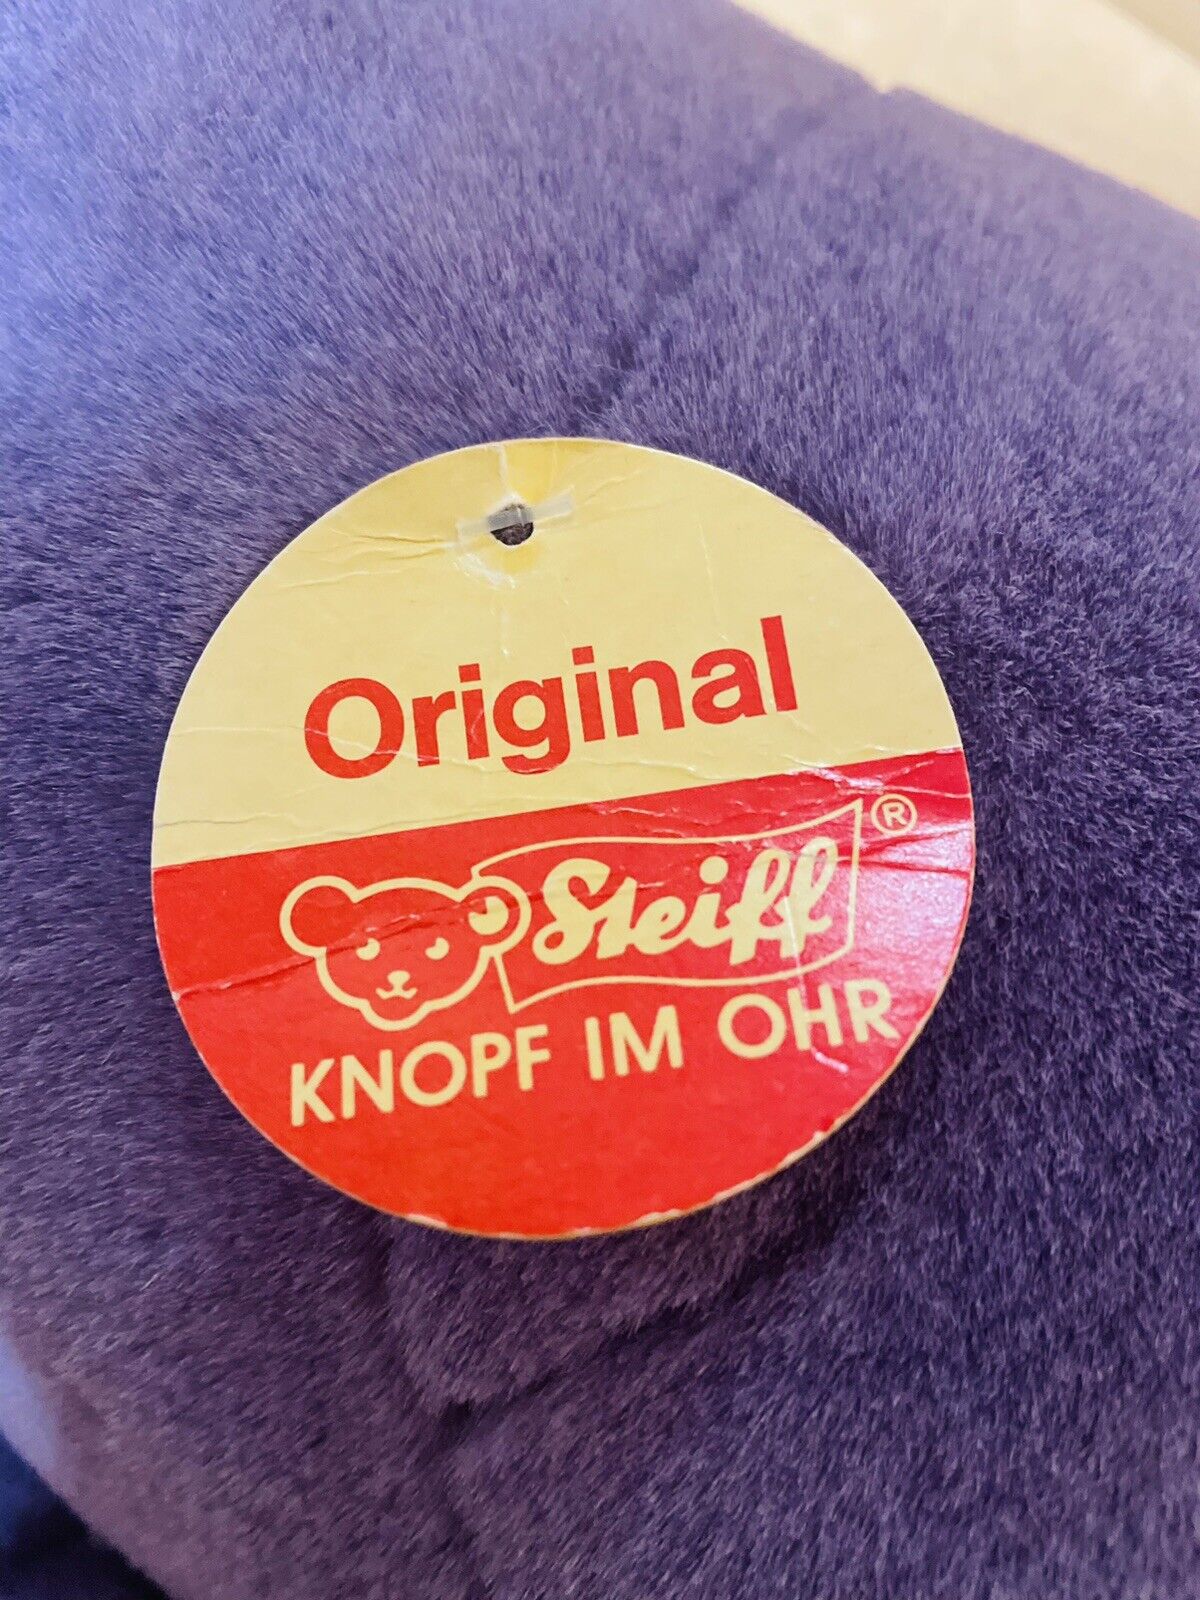 Original
Steiff®
KNOPF IM OHR